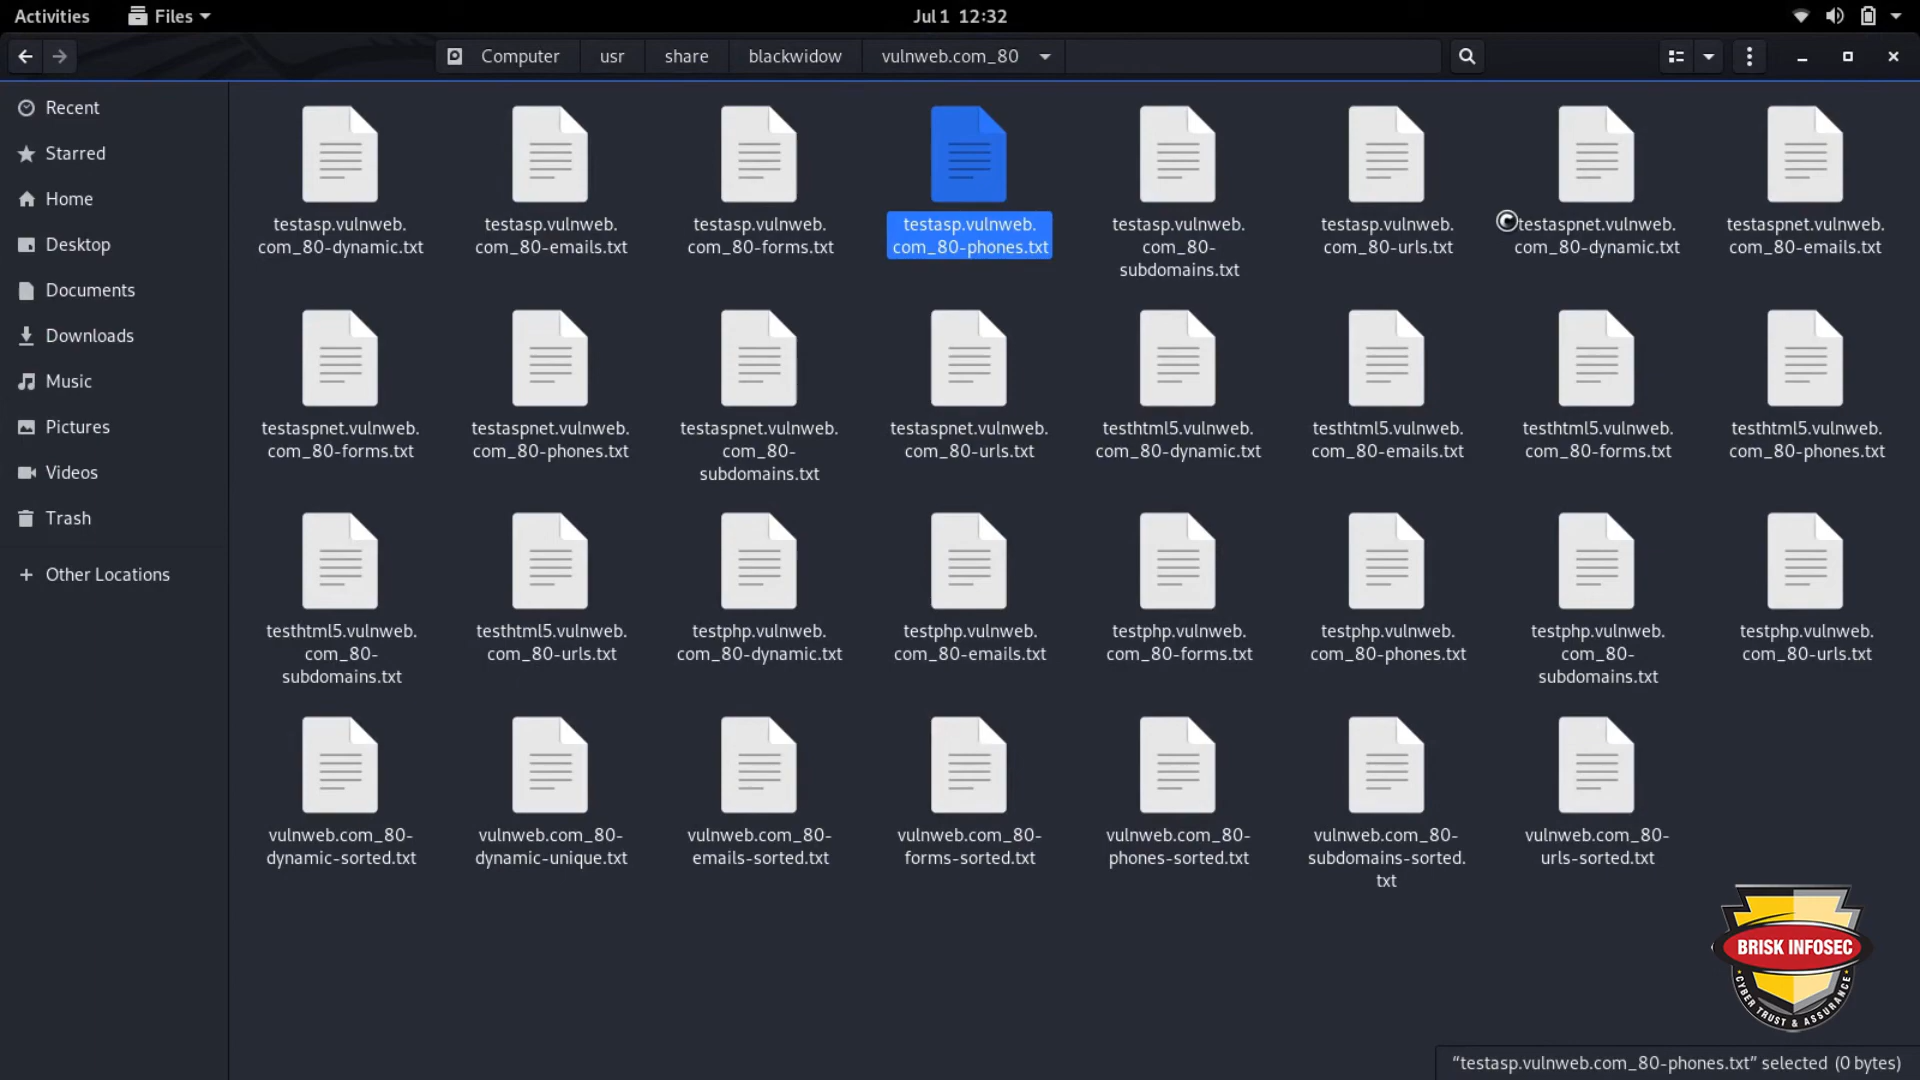 Activities
Files
Jul 1 12:32
Computer
usr
share
blackwidow
vulnweb.com_80
Recent
Starred
Home
Desktop
Documents
Downloads
Music
Pictures
Videos
Trash
Other Locations
testasp.vulnweb.
com_80-dynamic.txt
testasp.vulnweb.
com_80-emails.txt
testasp.vulnweb.
com_80-forms.txt
testasp.vulnweb.
com_80-phones.txt
testasp.vulnweb.
com_80-
subdomains.txt
testasp.vulnweb.
com_80-urls.txt
testaspnet.vulnweb.
com_80-dynamic.txt
testaspnet.vulnweb.
com_80-emails.txt
testaspnet.vulnweb.
com_80-forms.txt
testaspnet.vulnweb.
com_80-phones.txt
testaspnet.vulnweb.
com_80-
subdomains.txt
testaspnet.vulnweb.
com_80-urls.txt
testhtml5.vulnweb.
com_80-dynamic.txt
testhtml5.vulnweb.
com_80-emails.txt
testhtml5.vulnweb.
com_80-forms.txt
testhtml5.vulnweb.
com_80-phones.txt
testhtml5.vulnweb.
com_80-
subdomains.txt
testhtml5.vulnweb.
com_80-urls.txt
testphp.vulnweb.
com_80-dynamic.txt
testphp.vulnweb.
com_80-emails.txt
testphp.vulnweb.
com_80-forms.txt
testphp.vulnweb.
com_80-phones.txt
testphp.vulnweb.
com_80-
subdomains.txt
testphp.vulnweb.
com_80-urls.txt
vulnweb.com_80-
dynamic-sorted.txt
vulnweb.com_80-
dynamic-unique.txt
vulnweb.com_80-
emails-sorted.txt
vulnweb.com_80-
forms-sorted.txt
vulnweb.com_80-
phones-sorted.txt
vulnweb.com_80-
subdomains-sorted.
txt
vulnweb.com_80-
urls-sorted.txt
BRISK INFOSEC
CYBER TRUST & ASSURANCE
"testasp.vulnweb.com_80-phones.txt" selected (0 bytes)